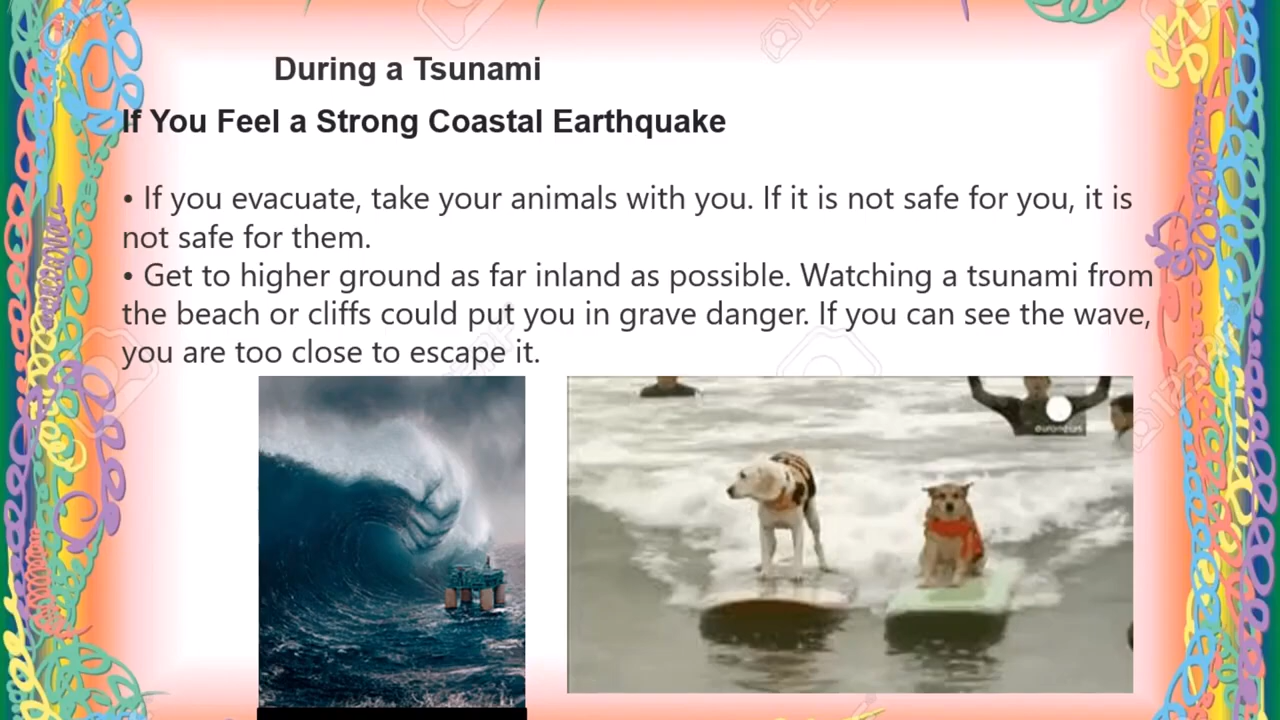 During a Tsunami
If You Feel a Strong Coastal Earthquake
• If you evacuate, take your animals with you. If it is not safe for you, it is
not safe for them.
• Get to higher ground as far inland as possible. Watching a tsunami from
the beach or cliffs could put you in grave danger. If you can see the wave,
you are too close to escape it.
euronews